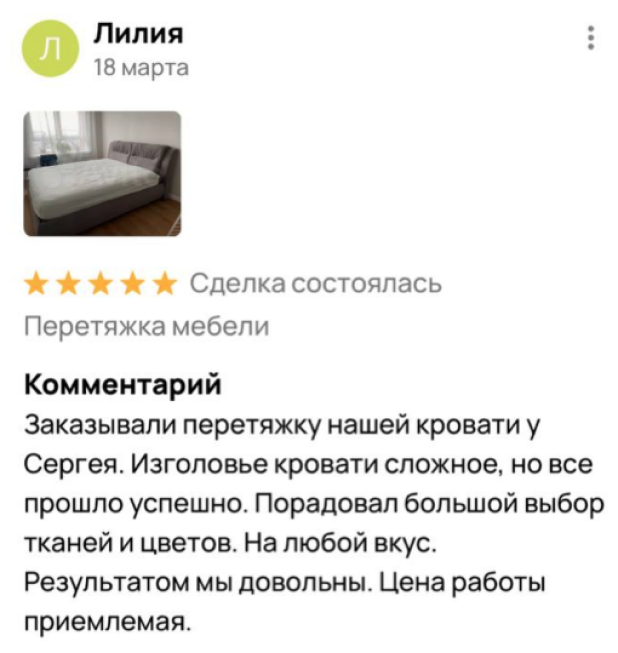 Л
Лилия
18 марта
Сделка состоялась
Перетяжка мебели
Комментарий
Заказывали перетяжку нашей кровати у
Сергея. Изголовье кровати сложное, но все
прошло успешно. Порадовал большой выбор
тканей и цветов. На любой вкус.
Результатом мы довольны. Цена работы
приемлемая.